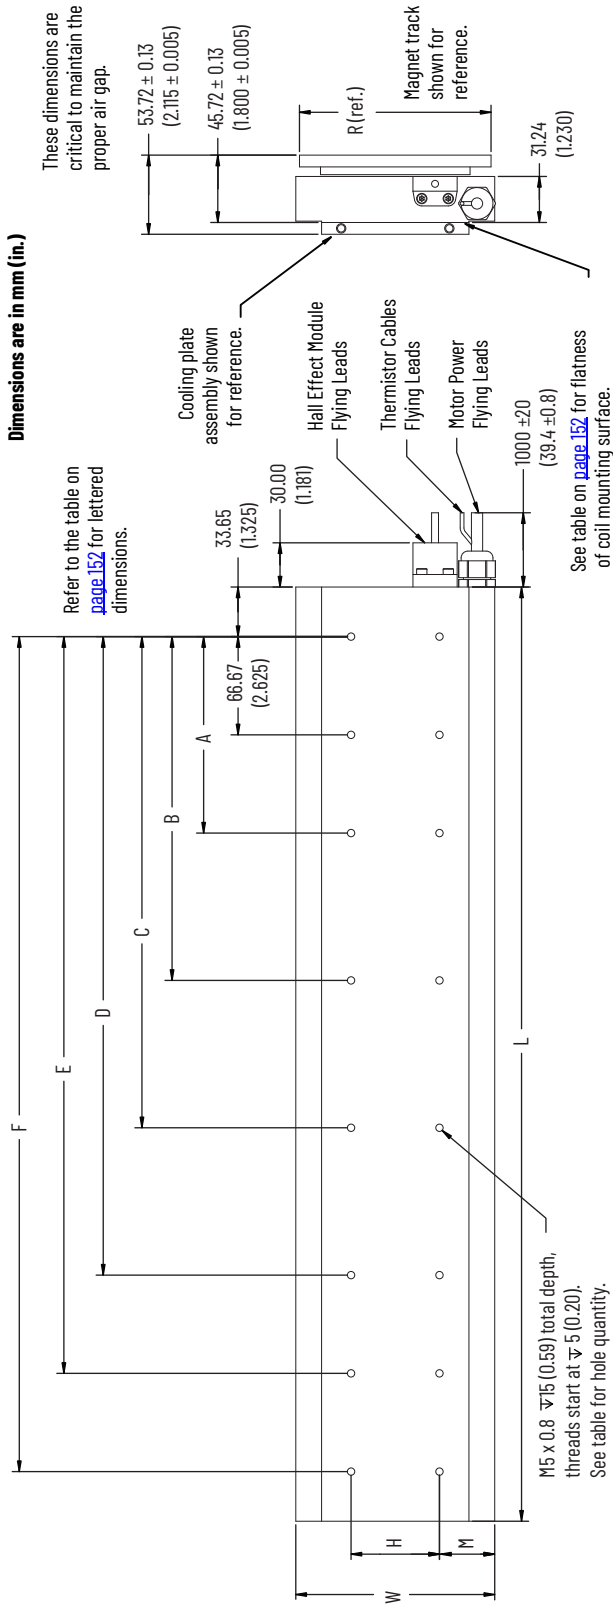 Dimensions are in mm (in.)
Refer to the table on
page 152 for lettered
dimensions.
These dimensions are
critical to maintain the
proper air gap.
F
E
D
C
B
A
66.67
(2.625)
33.65
(1.325)
30.00
(1.181)
53.72 ± 0.13
(2.115 ± 0.005)
45.72 ± 0.13
(1.800 ± 0.005)
Cooling plate
assembly shown
for reference.
R (ref.)
Magnet track
shown for
reference.
31.24
(1.230)
Hall Effect Module
Flying Leads
Thermistor Cables
Flying Leads
Motor Power
Flying Leads
1000 ±20
(39.4 ±0.8)
See table on page 152 for flatness
of coil mounting surface.
W
H
M
L
M5 x 0.8 ↧15 (0.59) total depth,
threads start at ↧ 5 (0.20).
See table for hole quantity.